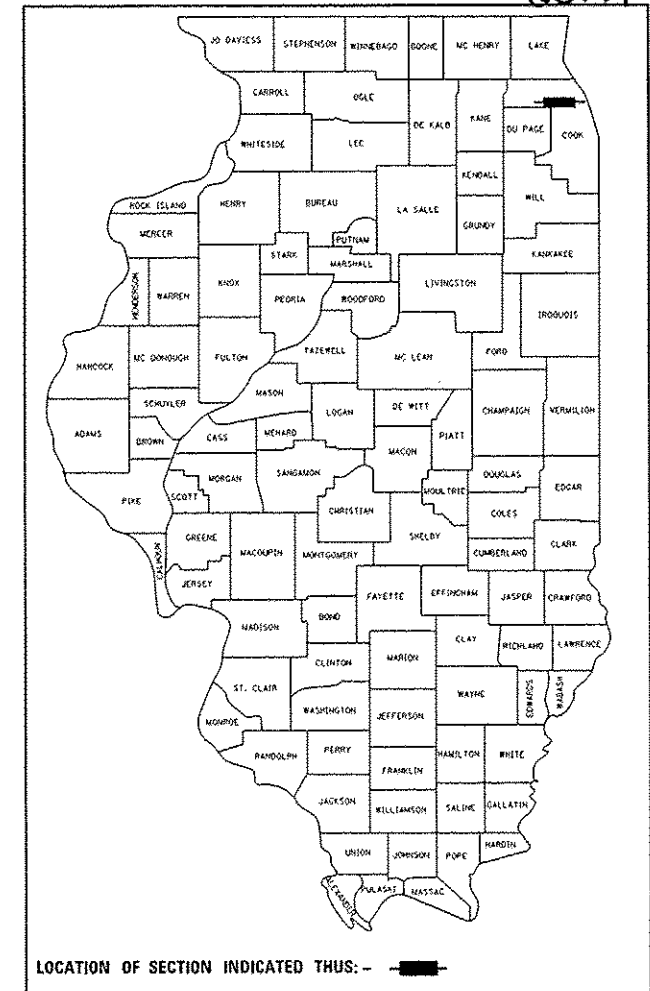 JO DAVIESS STEPHENSON WINNEBAGO BOONE MC HENRY LAKE
CARROLL OGLE DE KALB KANE DU PAGE COOK
WHITESIDE LEE KENDALL WILL
ROCK ISLAND HENRY BUREAU LA SALLE GRUNDY
MERCER STARK PUTNAM KANKAKEE
MARSHALL
HENDERSON WARREN KNOX PEORIA WOODFORD LIVINGSTON IROQUOIS
HANCOCK MC DONOUGH FULTON TAZEWELL MC LEAN FORD
SCHUYLER MASON LOGAN DE WITT CHAMPAIGN VERMILION
ADAMS BROWN CASS MENARD MACON PIATT
PIKE SCOTT MORGAN SANGAMON MOULTRIE DOUGLAS EDGAR
CHRISTIAN COLES
CALHOUN GREENE MACOUPIN MONTGOMERY SHELBY CUMBERLAND CLARK
JERSEY FAYETTE EFFINGHAM JASPER CRAWFORD
MADISON BOND CLAY RICHLAND LAWRENCE
CLINTON MARION
ST. CLAIR WAYNE EDWARDS WABASH
MONROE WASHINGTON JEFFERSON
RANDOLPH PERRY HAMILTON WHITE
FRANKLIN
JACKSON WILLIAMSON SALINE GALLATIN
UNION JOHNSON POPE HARDIN
ALEXANDER PULASKI MASSAC
LOCATION OF SECTION INDICATED THUS: -